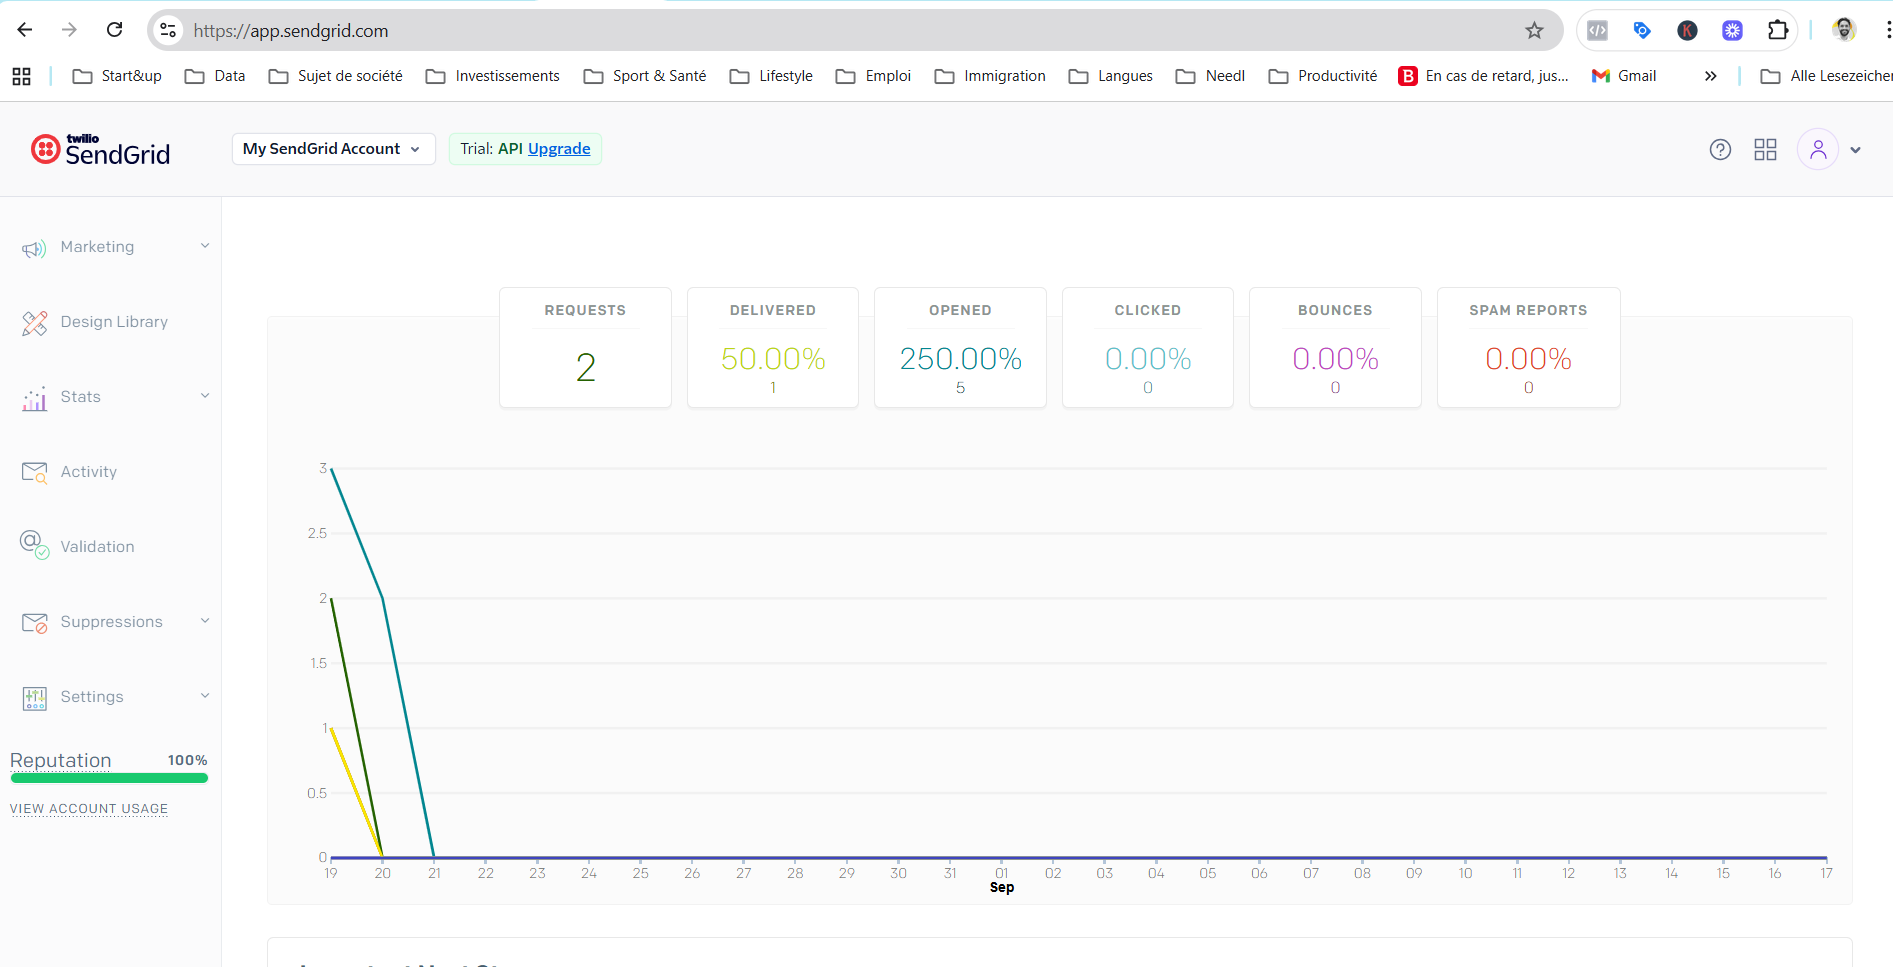 https://app.sendgrid.com
Start&up Data Sujet de société Investissements Sport & Santé Lifestyle Emploi Immigration Langues Needl Productivité B En cas de retard, jus... Gmail » Alle Lesezeichen
twilio
SendGrid
My SendGrid Account
Trial: API Upgrade
Marketing
Design Library
Stats
Activity
Validation
Suppressions
Settings
Reputation 100%
VIEW ACCOUNT USAGE
REQUESTS
2
DELIVERED
50.00%
1
OPENED
250.00%
5
CLICKED
0.00%
0
BOUNCES
0.00%
0
SPAM REPORTS
0.00%
0
3
2.5
2
1.5
1
0.5
0
19 20 21 22 23 24 25 26 27 28 29 30 31 01 02 03 04 05 06 07 08 09 10 11 12 13 14 15 16 17
Sep